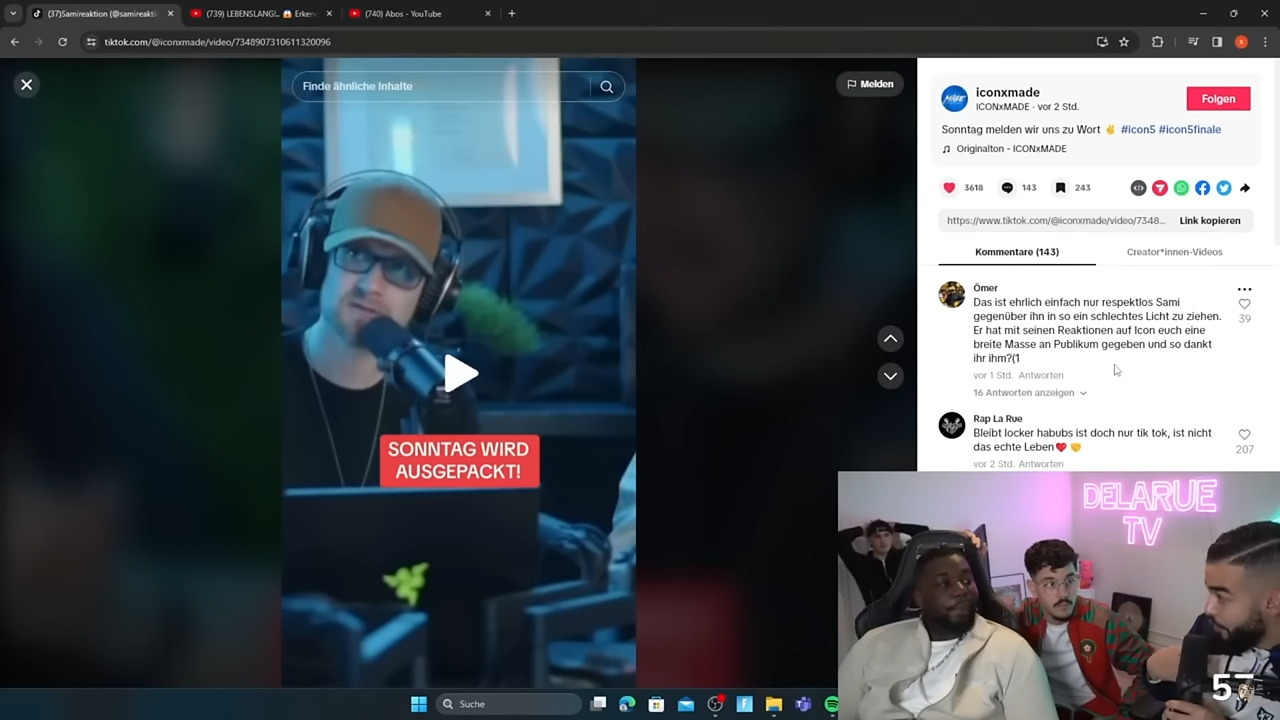 (37)Samireaktion (@samireakti
(739) LEBENSLANG!.. 😱 Erken
(740) Abos - YouTube
tiktok.com/@iconxmade/video/7348907310611320096
Finde ähnliche Inhalte
Melden
iconxmade
ICONxMADE · vor 2 Std.
Folgen
Sonntag melden wir uns zu Wort ✌️ #icon5 #icon5finale
Originalton - ICONxMADE
3618
143
243
https://www.tiktok.com/@iconxmade/video/7348...
Link kopieren
Kommentare (143)
Creator*innen-Videos
Ömer
Das ist ehrlich einfach nur respektlos Sami
gegenüber ihn in so ein schlechtes Licht zu ziehen.
Er hat mit seinen Reaktionen auf Icon euch eine
breite Masse an Publikum gegeben und so dankt
ihr ihm?(1
39
vor 1 Std. Antworten
16 Antworten anzeigen
Rap La Rue
Bleibt locker habubs ist doch nur tik tok, ist nicht
das echte Leben❤️🤝
207
vor 2 Std. Antworten
SONNTAG WIRD
AUSGEPACKT!
DELARUE
TV
Suche